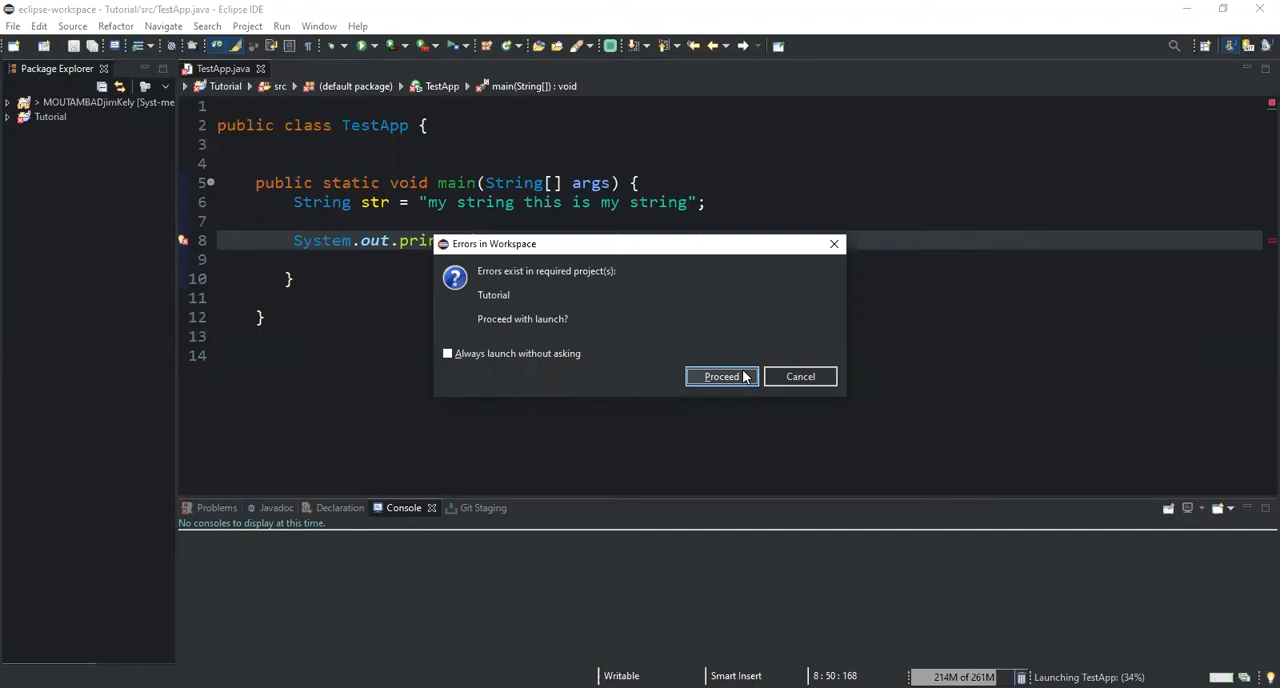 eclipse-workspace - Tutorial/src/TestApp.java - Eclipse IDE
File Edit Source Refactor Navigate Search Project Run Window Help
Package Explorer
TestApp.java
Tutorial src (default package) TestApp main(String[]) : void
> MOUTAMBADjimKely [Syst-me
Tutorial
1
2 public class TestApp {
3
4
5 public static void main(String[] args) {
6 String str = "my string this is my string";
7
8 System.out.prin
9
10 }
11
12 }
13
14
Errors in Workspace
Errors exist in required project(s):
Tutorial
Proceed with launch?
Always launch without asking
Proceed Cancel
Problems Javadoc Declaration Console Git Staging
No consoles to display at this time.
Writable Smart Insert 8 : 50 : 168 214M of 261M Launching TestApp: (34%)